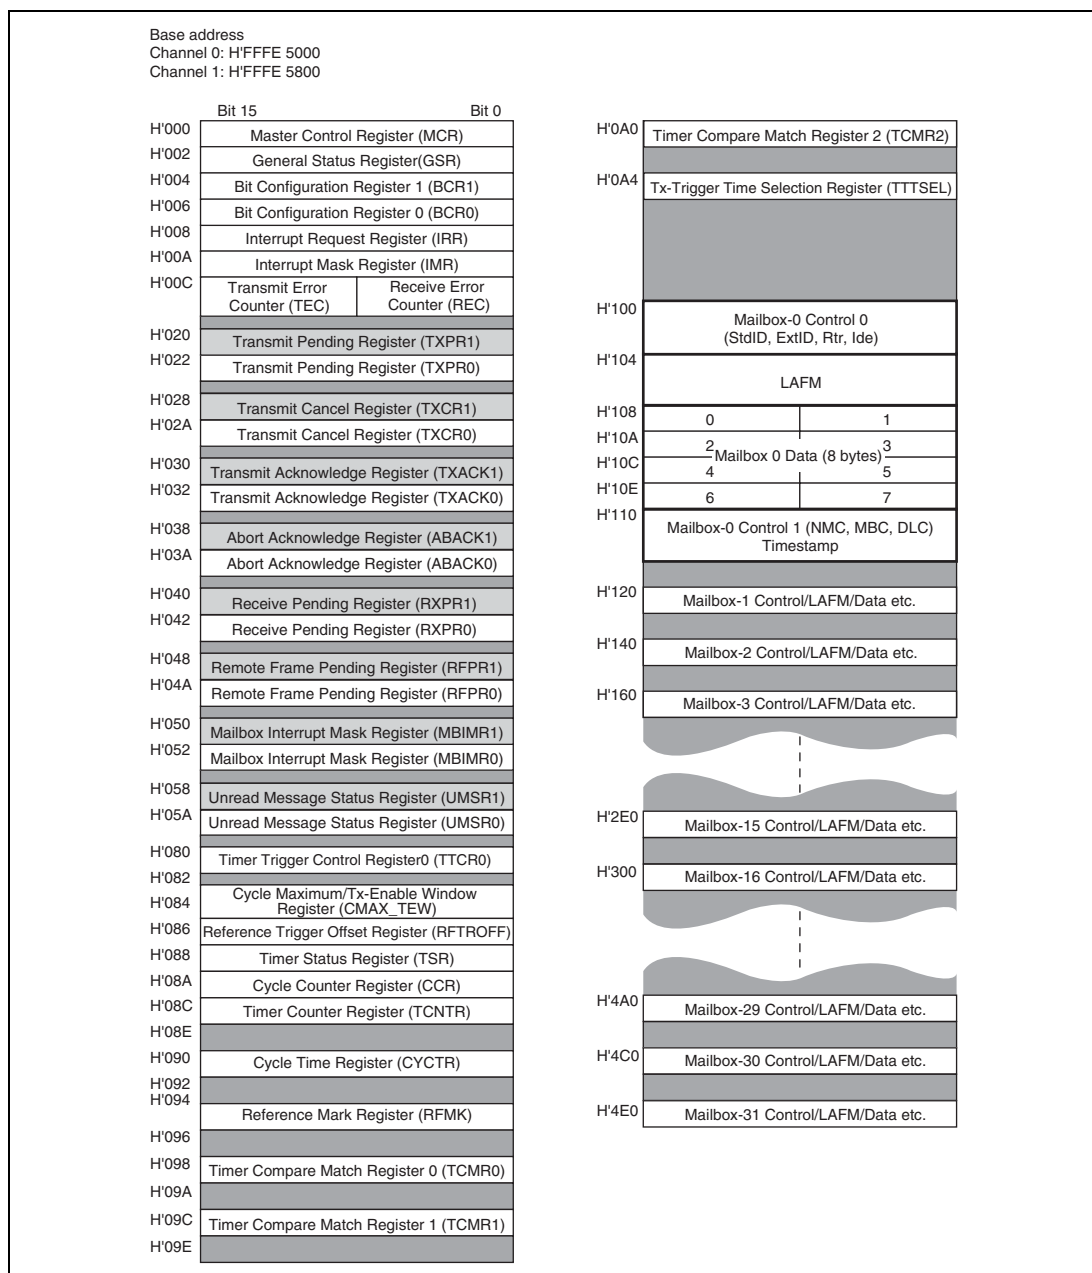 Base address
Channel 0: H'FFFE 5000
Channel 1: H'FFFE 5800
Bit 15 Bit 0
H'000 Master Control Register (MCR)
H'002 General Status Register(GSR)
H'004 Bit Configuration Register 1 (BCR1)
H'006 Bit Configuration Register 0 (BCR0)
H'008 Interrupt Request Register (IRR)
H'00A Interrupt Mask Register (IMR)
H'00C Transmit Error Receive Error
Counter (TEC) Counter (REC)
H'020 Transmit Pending Register (TXPR1)
H'022 Transmit Pending Register (TXPR0)
H'028 Transmit Cancel Register (TXCR1)
H'02A Transmit Cancel Register (TXCR0)
H'030 Transmit Acknowledge Register (TXACK1)
H'032 Transmit Acknowledge Register (TXACK0)
H'038 Abort Acknowledge Register (ABACK1)
H'03A Abort Acknowledge Register (ABACK0)
H'040 Receive Pending Register (RXPR1)
H'042 Receive Pending Register (RXPR0)
H'048 Remote Frame Pending Register (RFPR1)
H'04A Remote Frame Pending Register (RFPR0)
H'050 Mailbox Interrupt Mask Register (MBIMR1)
H'052 Mailbox Interrupt Mask Register (MBIMR0)
H'058 Unread Message Status Register (UMSR1)
H'05A Unread Message Status Register (UMSR0)
H'080 Timer Trigger Control Register0 (TTCR0)
H'082
H'084 Cycle Maximum/Tx-Enable Window
Register (CMAX_TEW)
H'086 Reference Trigger Offset Register (RFTROFF)
H'088 Timer Status Register (TSR)
H'08A Cycle Counter Register (CCR)
H'08C Timer Counter Register (TCNTR)
H'08E
H'090 Cycle Time Register (CYCTR)
H'092
H'094 Reference Mark Register (RFMK)
H'096
H'098 Timer Compare Match Register 0 (TCMR0)
H'09A
H'09C Timer Compare Match Register 1 (TCMR1)
H'09E
H'0A0 Timer Compare Match Register 2 (TCMR2)
H'0A4 Tx-Trigger Time Selection Register (TTTSEL)
H'100 Mailbox-0 Control 0
(StdID, ExtID, Rtr, Ide)
H'104 LAFM
H'108 0 1
H'10A 2 3
Mailbox 0 Data (8 bytes)
H'10C 4 5
H'10E 6 7
H'110 Mailbox-0 Control 1 (NMC, MBC, DLC)
Timestamp
H'120 Mailbox-1 Control/LAFM/Data etc.
H'140 Mailbox-2 Control/LAFM/Data etc.
H'160 Mailbox-3 Control/LAFM/Data etc.
H'2E0 Mailbox-15 Control/LAFM/Data etc.
H'300 Mailbox-16 Control/LAFM/Data etc.
H'4A0 Mailbox-29 Control/LAFM/Data etc.
H'4C0 Mailbox-30 Control/LAFM/Data etc.
H'4E0 Mailbox-31 Control/LAFM/Data etc.